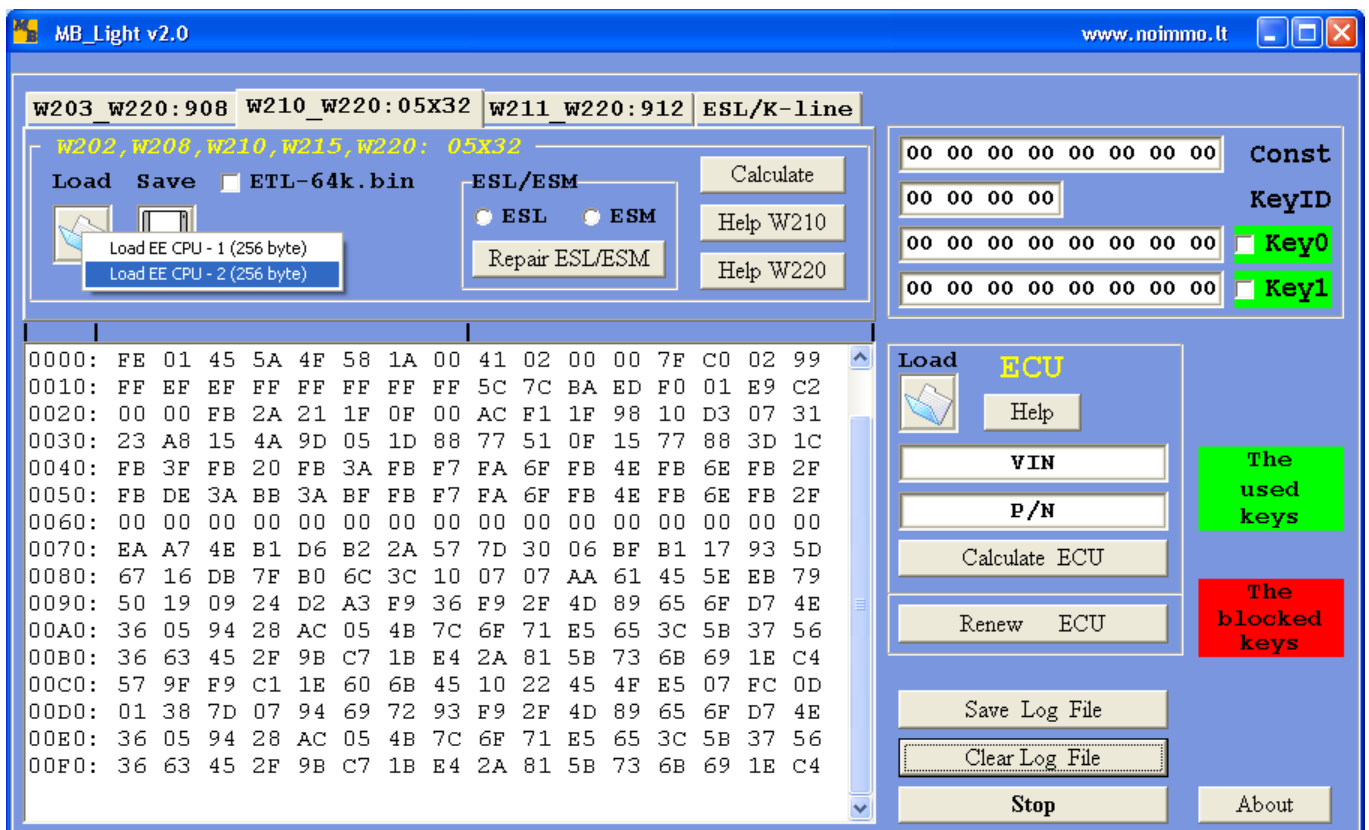 MB_Light v2.0 www.noimmo.lt
W203_W220:908 W210_W220:05X32 W211_W220:912 ESL/K-line
W202,W208,W210,W215,W220: 05X32
Load Save ETL-64k.bin
ESL/ESM
ESL ESM
Repair ESL/ESM
Calculate
Help W210
Help W220
Load EE CPU - 1 (256 byte)
Load EE CPU - 2 (256 byte)
00 00 00 00 00 00 00 00 Const
00 00 00 00 KeyID
00 00 00 00 00 00 00 00 Key0
00 00 00 00 00 00 00 00 Key1
0000: FE 01 45 5A 4F 58 1A 00 41 02 00 00 7F C0 02 99
0010: FF EF EF FF FF FF FF FF 5C 7C BA ED F0 01 E9 C2
0020: 00 00 FB 2A 21 1F 0F 00 AC F1 1F 98 10 D3 07 31
0030: 23 A8 15 4A 9D 05 1D 88 77 51 0F 15 77 88 3D 1C
0040: FB 3F FB 20 FB 3A FB F7 FA 6F FB 4E FB 6E FB 2F
0050: FB DE 3A BB 3A BF FB F7 FA 6F FB 4E FB 6E FB 2F
0060: 00 00 00 00 00 00 00 00 00 00 00 00 00 00 00 00
0070: EA A7 4E B1 D6 B2 2A 57 7D 30 06 BF B1 17 93 5D
0080: 67 16 DB 7F B0 6C 3C 10 07 07 AA 61 45 5E EB 79
0090: 50 19 09 24 D2 A3 F9 36 F9 2F 4D 89 65 6F D7 4E
00A0: 36 05 94 28 AC 05 4B 7C 6F 71 E5 65 3C 5B 37 56
00B0: 36 63 45 2F 9B C7 1B E4 2A 81 5B 73 6B 69 1E C4
00C0: 57 9F F9 C1 1E 60 6B 45 10 22 45 4F E5 07 FC 0D
00D0: 01 38 7D 07 94 69 72 93 F9 2F 4D 89 65 6F D7 4E
00E0: 36 05 94 28 AC 05 4B 7C 6F 71 E5 65 3C 5B 37 56
00F0: 36 63 45 2F 9B C7 1B E4 2A 81 5B 73 6B 69 1E C4
Load ECU
Help
VIN
P/N
Calculate ECU
Renew ECU
The
used
keys
The
blocked
keys
Save Log File
Clear Log File
Stop
About